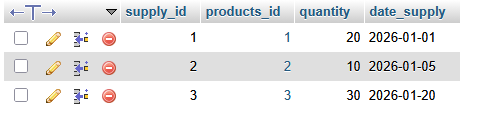 supply_id products_id quantity date_supply
1 1 20 2026-01-01
2 2 10 2026-01-05
3 3 30 2026-01-20